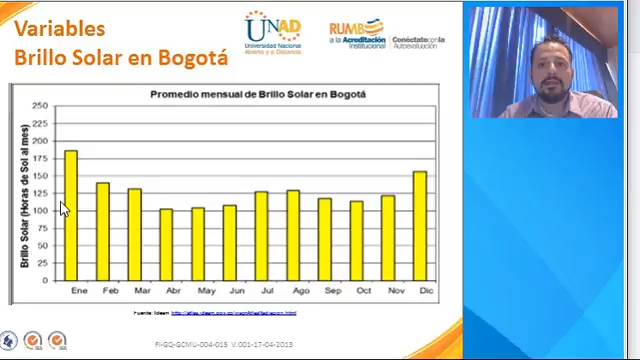 Variables
Brillo Solar en Bogotá
UNAD
Universidad Nacional
Abierta y a Distancia
RUMBO
a la Acreditación
Institucional
Conéctate con la
Autoevaluación
Promedio mensual de Brillo Solar en Bogotá
Brillo Solar (Horas de Sol al mes)
250
225
200
175
150
125
100
75
50
25
0
Ene Feb Mar Abr May Jun Jul Ago Sep Oct Nov Dic
Fuente: Ideam
FI-GQ-GCMU-004-015 V.001-17-04-2013